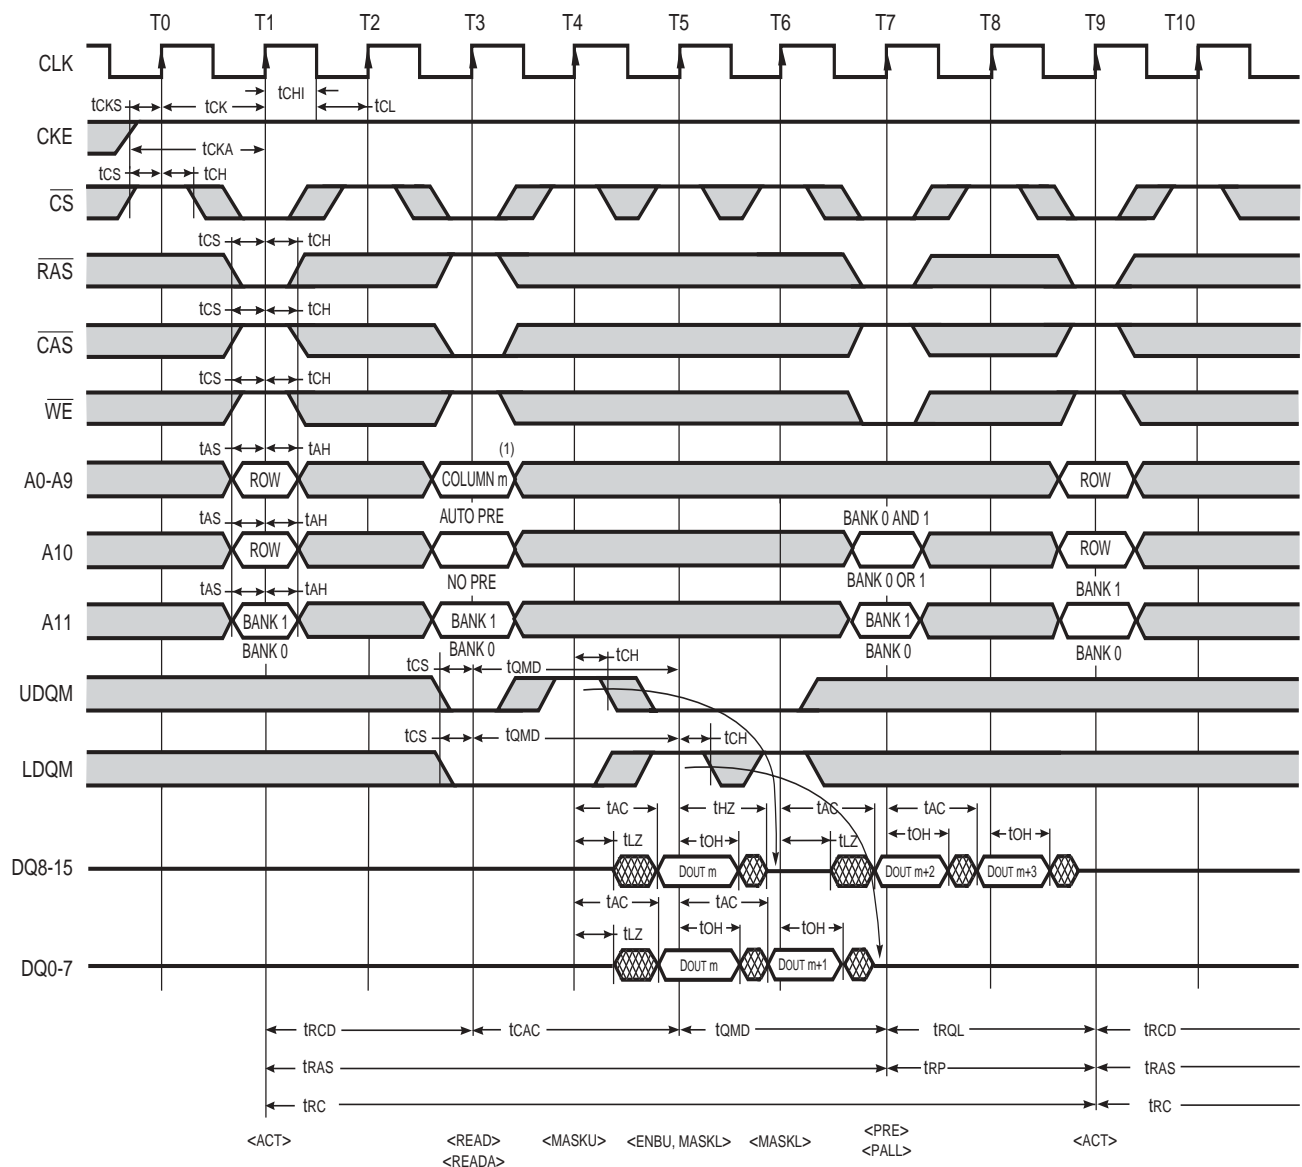 T0 T1 T2 T3 T4 T5 T6 T7 T8 T9 T10
CLK
tCHI
tCKS tCK tCL
CKE
tCKA
tCS tCH
CS
tCS tCH
RAS
tCS tCH
CAS
tCS tCH
WE
tAS tAH (1)
A0-A9 ROW COLUMN m ROW
tAS tAH AUTO PRE BANK 0 AND 1
A10 ROW ROW
NO PRE BANK 0 OR 1 BANK 1
tAS tAH
A11 BANK 1 BANK 1 BANK 1
BANK 0 BANK 0 BANK 0 BANK 0
tCS tQMD tCH
UDQM
tCS tQMD tCH
LDQM
tAC tHZ tAC tAC
tLZ tOH tLZ tOH tOH
DQ8-15 DOUT m DOUT m+2 DOUT m+3
tAC tAC
tLZ tOH tOH
DQ0-7 DOUT m DOUT m+1
tRCD tCAC tQMD tRQL tRCD
tRAS tRP tRAS
tRC tRC
<ACT> <READ> <MASKU> <ENBU, MASKL> <MASKL> <PRE> <ACT>
<READA> <PALL>